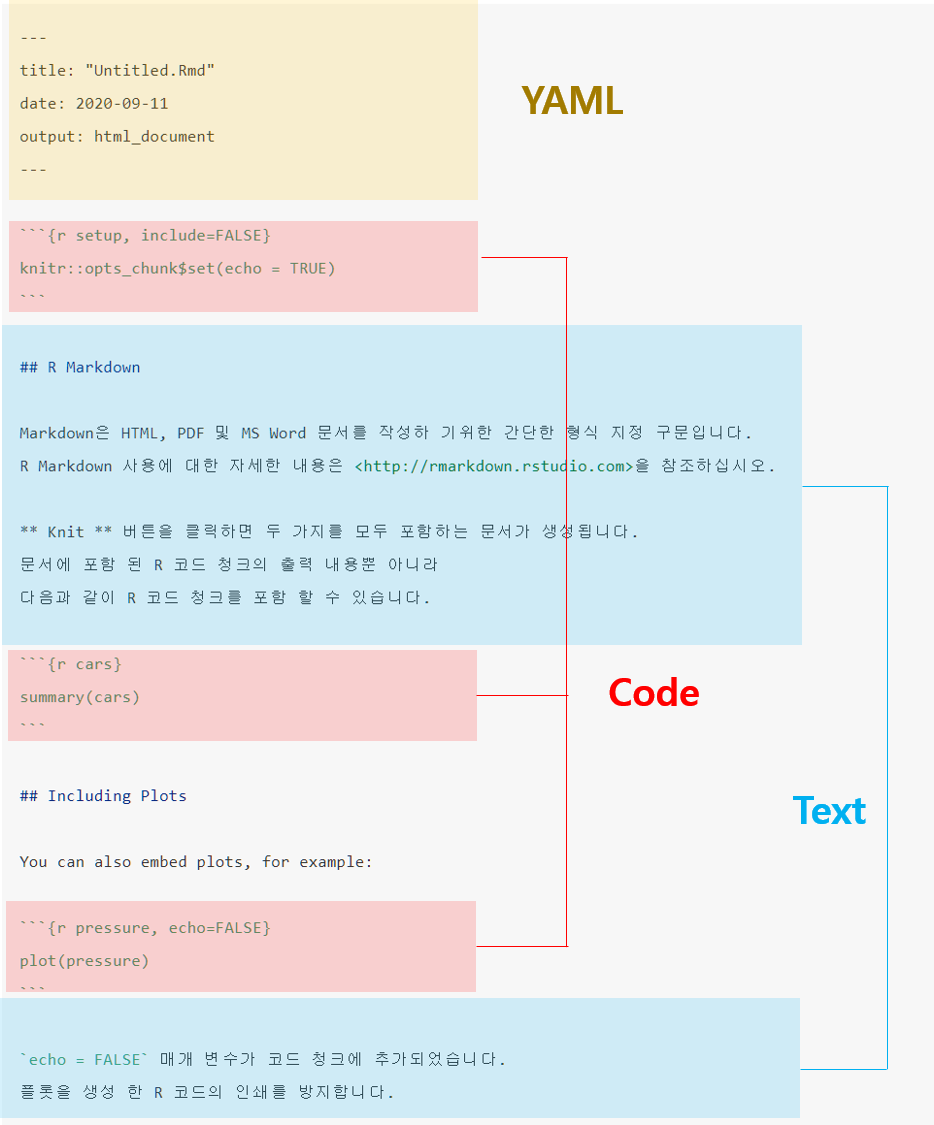 ---
title: "Untitled.Rmd"
date: 2020-09-11
output: html_document
---
YAML
```{r setup, include=FALSE}
knitr::opts_chunk$set(echo = TRUE)
```
## R Markdown
Markdown은 HTML, PDF 및 MS Word 문서를 작성하 기위한 간단한 형식 지정 구문입니다.
R Markdown 사용에 대한 자세한 내용은 <http://rmarkdown.rstudio.com>을 참조하십시오.
** Knit ** 버튼을 클릭하면 두 가지를 모두 포함하는 문서가 생성됩니다.
문서에 포함 된 R 코드 청크의 출력 내용뿐 아니라
다음과 같이 R 코드 청크를 포함 할 수 있습니다.
```{r cars}
summary(cars)
```
Code
## Including Plots
Text
You can also embed plots, for example:
```{r pressure, echo=FALSE}
plot(pressure)
```
`echo = FALSE` 매개 변수가 코드 청크에 추가되었습니다.
플롯을 생성 한 R 코드의 인쇄를 방지합니다.